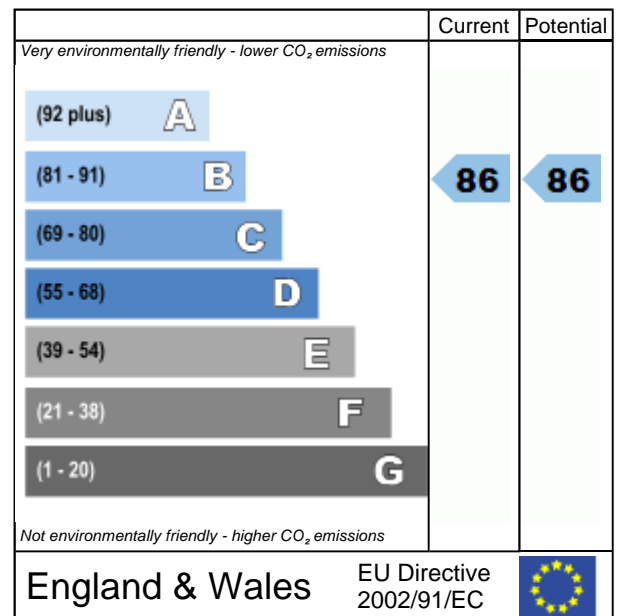 Current Potential
Very environmentally friendly - lower CO₂ emissions
(92 plus) A
(81 - 91) B 86 86
(69 - 80) C
(55 - 68) D
(39 - 54) E
(21 - 38) F
(1 - 20) G
Not environmentally friendly - higher CO₂ emissions
England & Wales
EU Directive
2002/91/EC